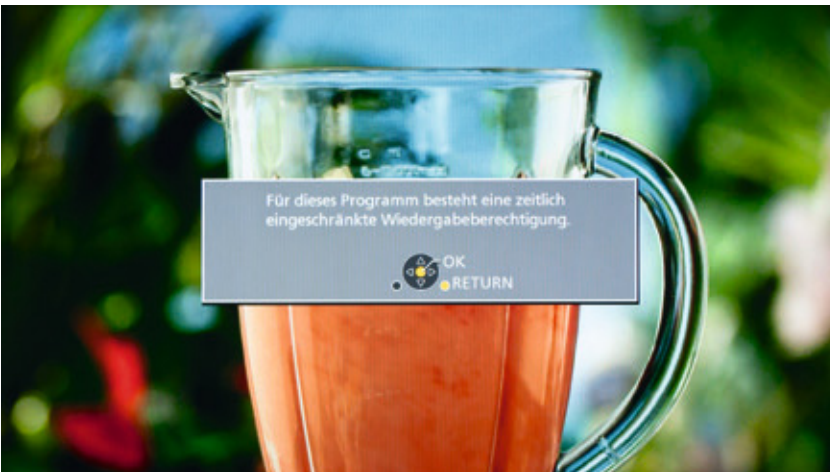 Für dieses Programm besteht eine zeitlich
eingeschränkte Wiedergabeberechtigung.
OK
RETURN